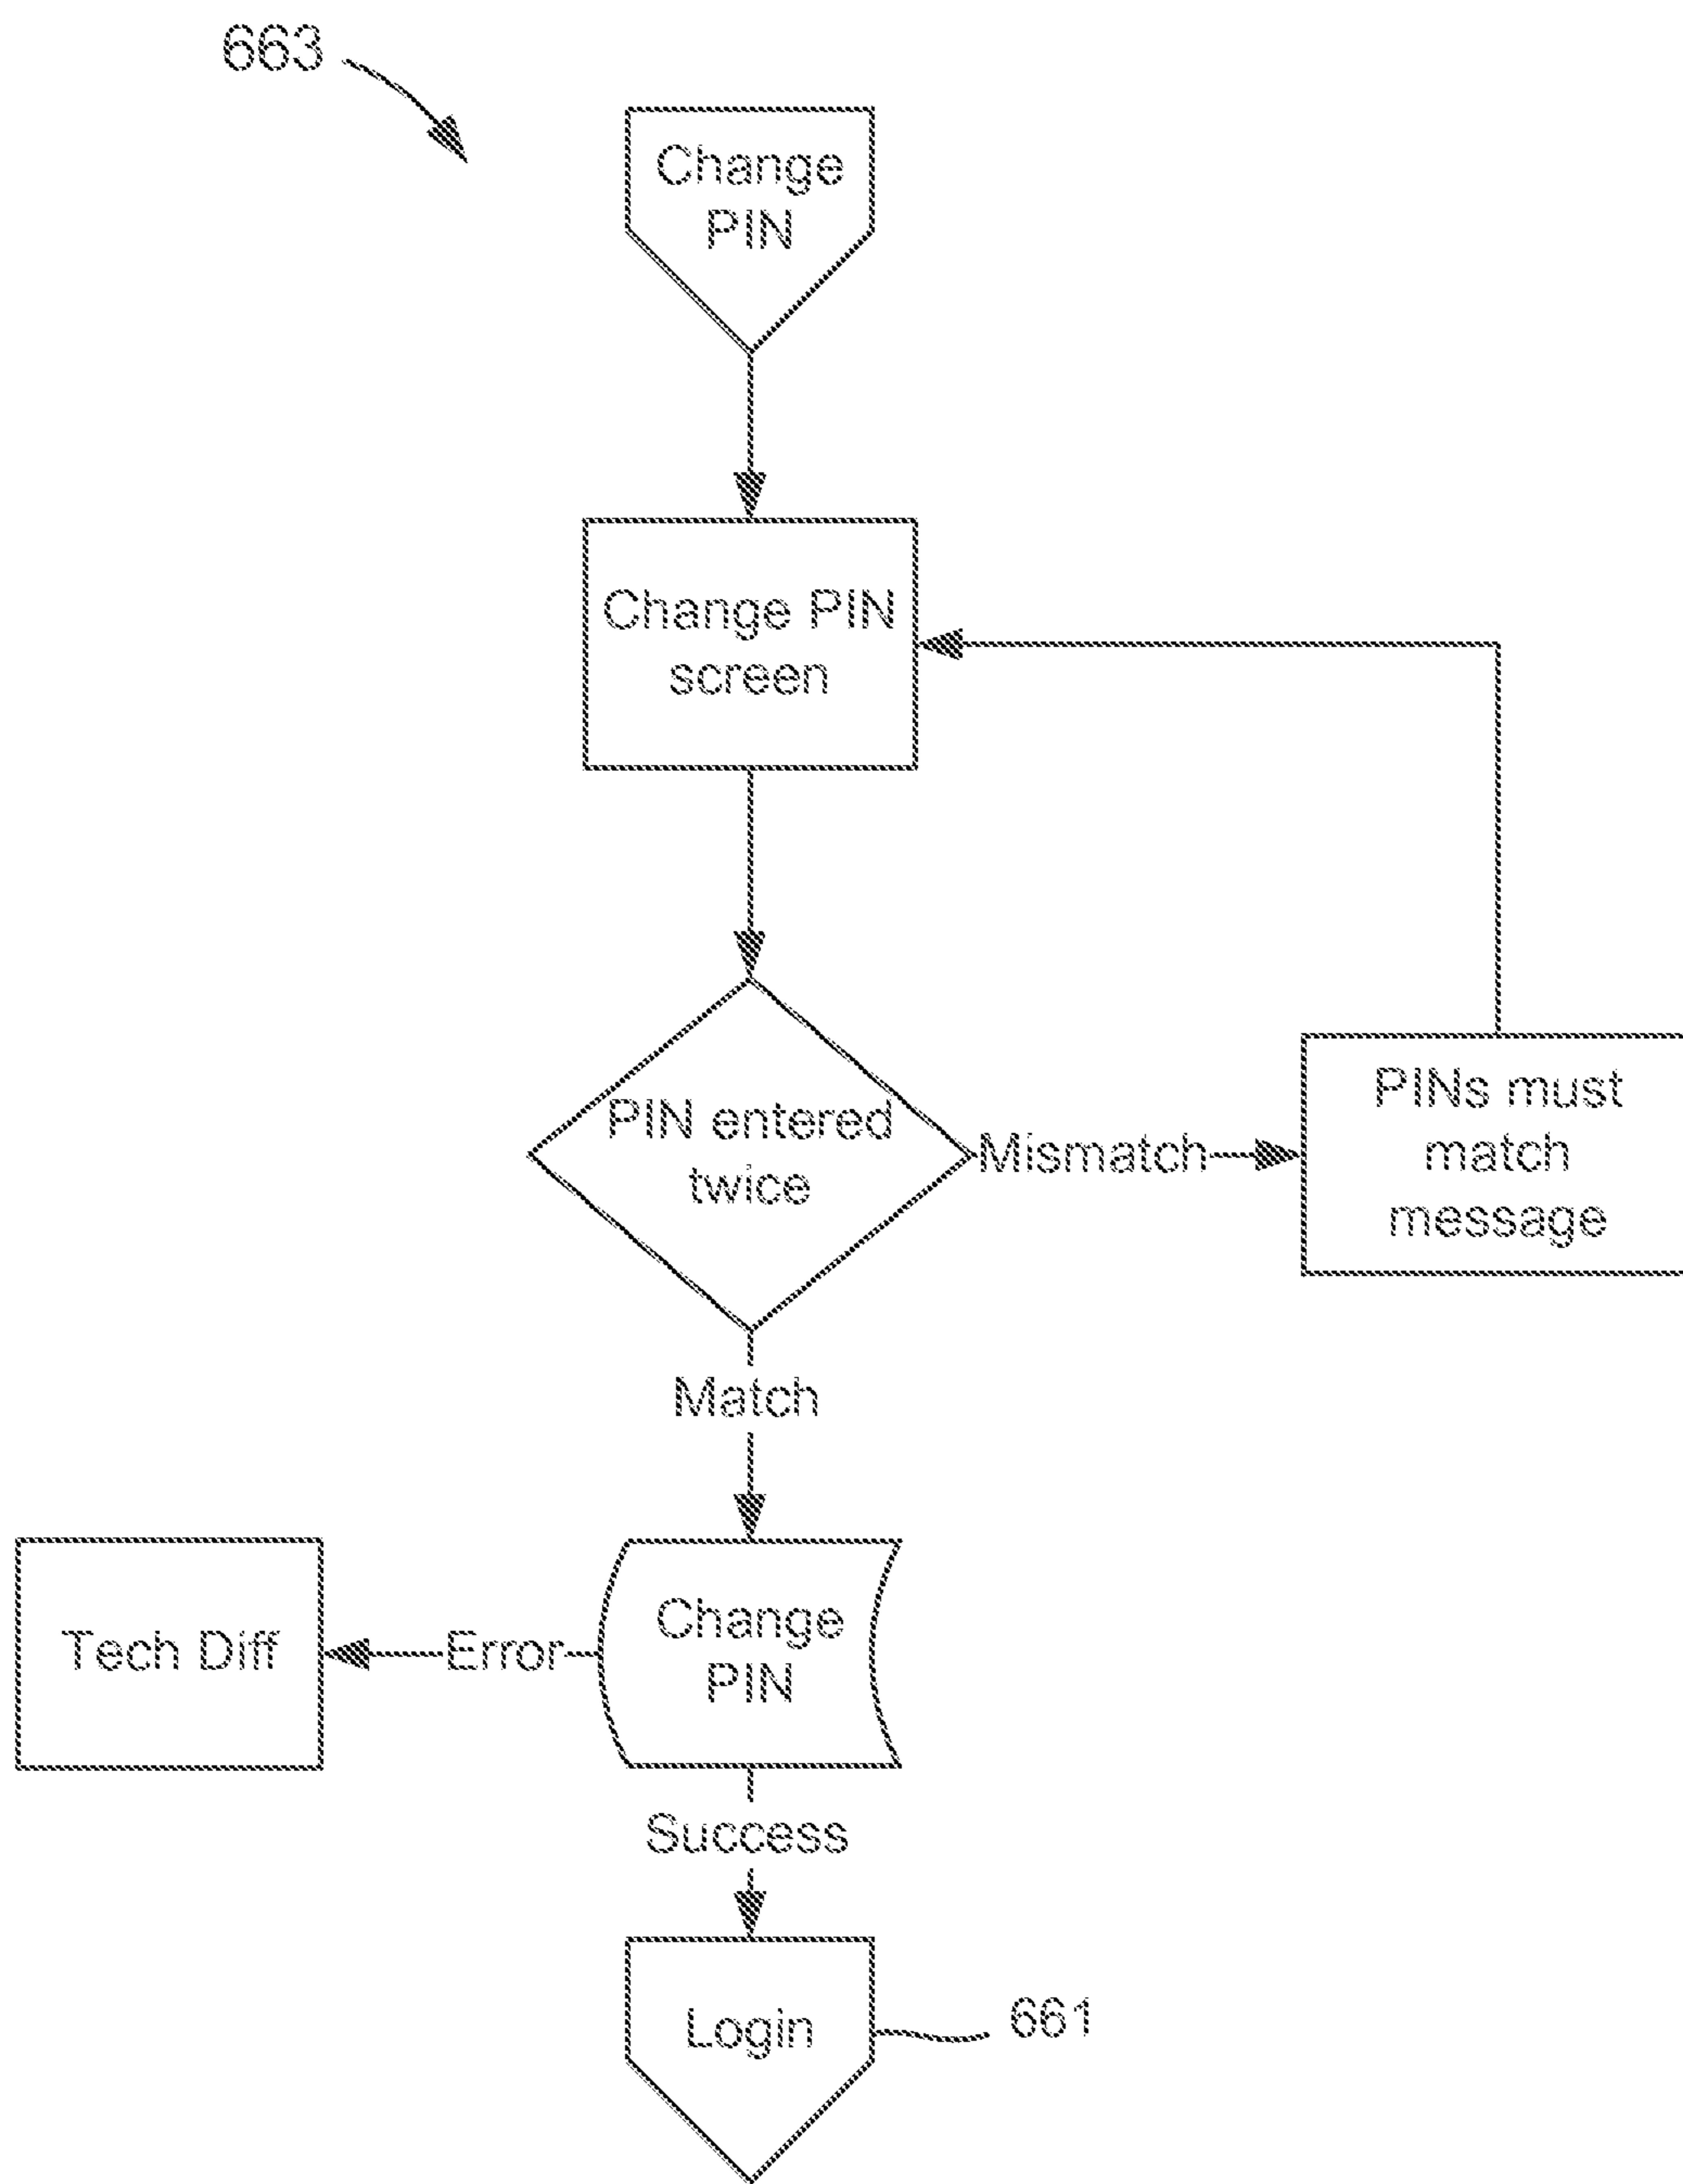 663
Change
PIN
Change PIN
screen
PIN entered
twice
Mismatch
PINs must
match
message
Match
Change
PIN
Error
Tech Diff
Success
Login
661